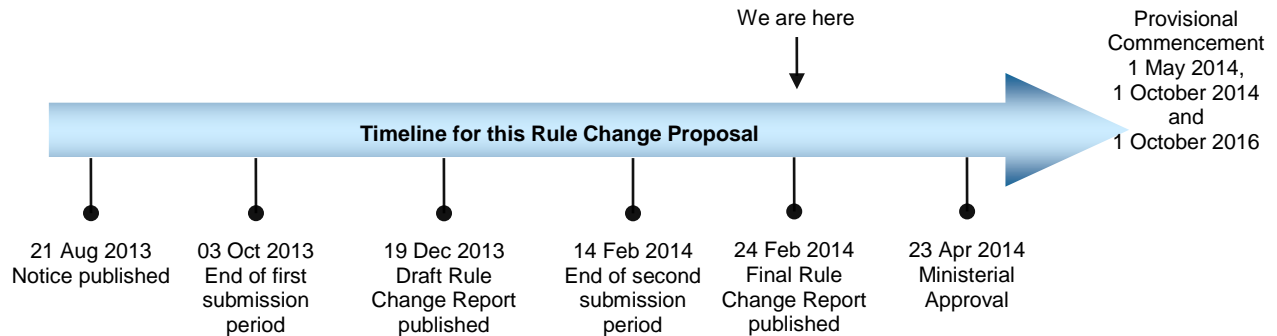 We are here
Provisional
Commencement
1 May 2014,
1 October 2014
and
1 October 2016
Timeline for this Rule Change Proposal
21 Aug 2013
Notice published
03 Oct 2013
End of first
submission
period
19 Dec 2013
Draft Rule
Change Report
published
14 Feb 2014
End of second
submission
period
24 Feb 2014
Final Rule
Change Report
published
23 Apr 2014
Ministerial
Approval